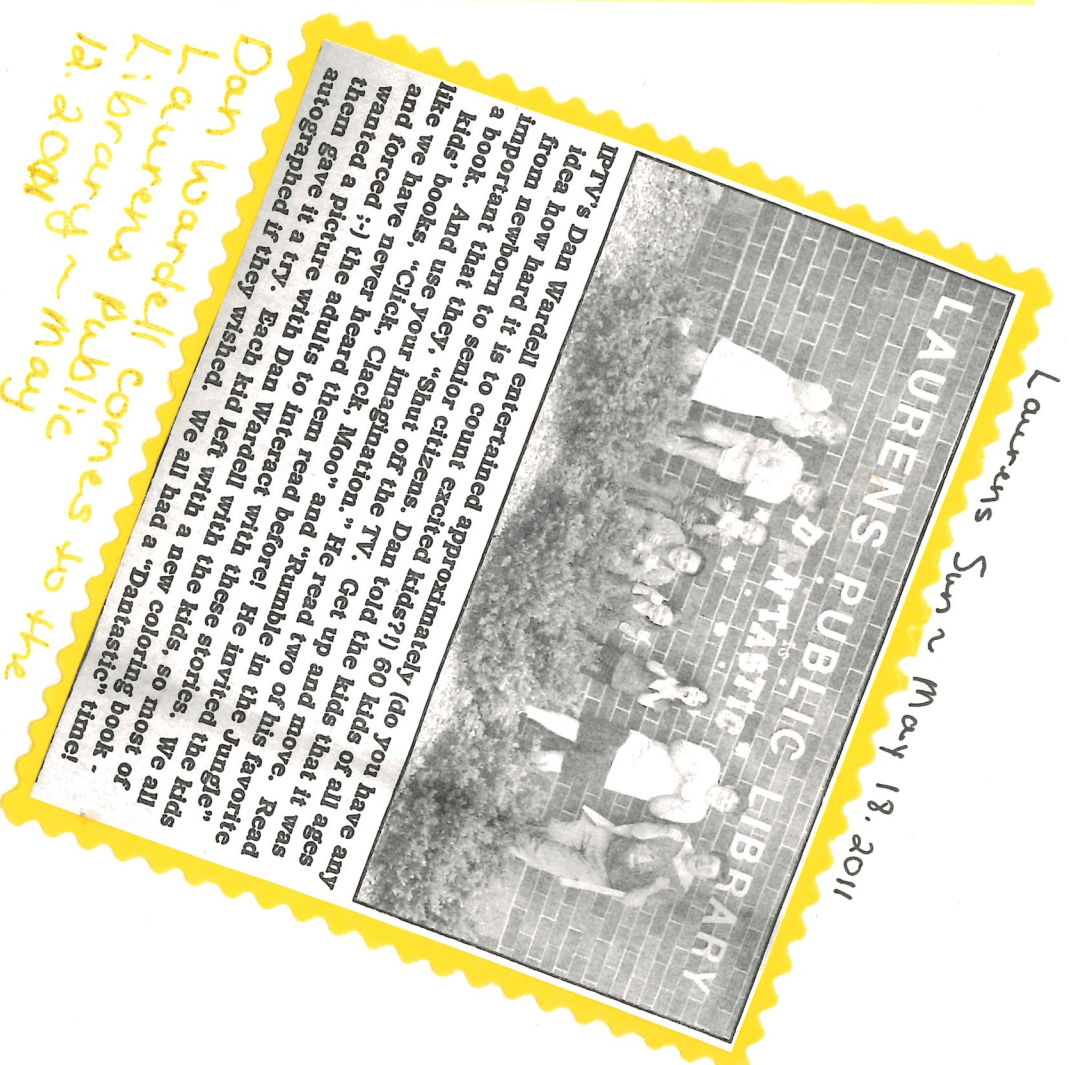 Laurens Sun ~ May 18. 2011
LAURENS PUBLIC LIBRARY
DANTASTIC
IPTV's Dan Wardell entertained approximately (do you have any
idea how hard it is to count excited kids?!) 60 kids of all ages
from newborn to senior citizens. Dan told the kids that it was
important that they, "Shut off the TV. Get up and move. Read
a book. And use your imagination." He read two of his favorite
kids' books, "Click, Clack, Moo" and "Rumble in the Jungle"
like we have never heard them read before! He invited the kids
and forced ;-) the adults to interact with these stories. We all
wanted a picture with Dan Wardell with the kids, so most of
them gave it a try. Each kid left with a new coloring book -
autographed if they wished. We all had a "Dantastic" time!
Dan Wardell comes to the
Laurens Public
Library ~ May
12. 2011